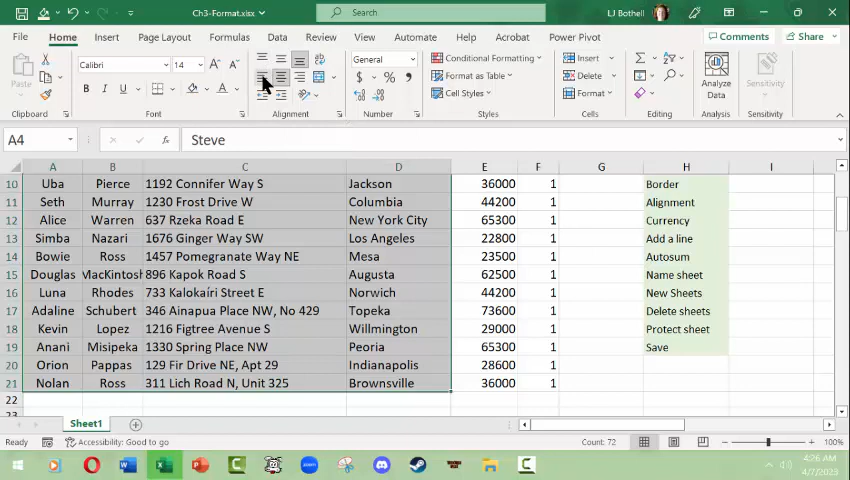 Ch3-Format.xlsx
Search
LJ Bothell
File Home Insert Page Layout Formulas Data Review View Automate Help Acrobat Power Pivot Comments Share
Paste
Calibri 14 A A
B I U A
ab
General
$ % ,
Conditional Formatting
Format as Table
Cell Styles
Insert
Delete
Format
Analyze
Data
Sensitivity
Clipboard Font Alignment Number Styles Cells Editing Analysis Sensitivity
A4 fx Steve
A B C D E F G H I
10 Uba Pierce 1192 Connifer Way S Jackson 36000 1 Border
11 Seth Murray 1230 Frost Drive W Columbia 44200 1 Alignment
12 Alice Warren 637 Rzeka Road E New York City 65300 1 Currency
13 Simba Nazari 1676 Ginger Way SW Los Angeles 22800 1 Add a line
14 Bowie Ross 1457 Pomegranate Way NE Mesa 23500 1 Autosum
15 Douglas MacKintosh 896 Kapok Road S Augusta 62500 1 Name sheet
16 Luna Rhodes 733 Kalokaíri Street E Norwich 44200 1 New Sheets
17 Adaline Schubert 346 Ainapua Place NW, No 429 Topeka 73600 1 Delete sheets
18 Kevin Lopez 1216 Figtree Avenue S Willmington 29000 1 Protect sheet
19 Anani Misipeka 1330 Spring Place NW Peoria 65300 1 Save
20 Orion Pappas 129 Fir Drive NE, Apt 29 Indianapolis 28600 1
21 Nolan Ross 311 Lich Road N, Unit 325 Brownsville 36000 1
22
23
Sheet1
Ready Accessibility: Good to go Count: 72 100%
4:26 AM
4/7/2023